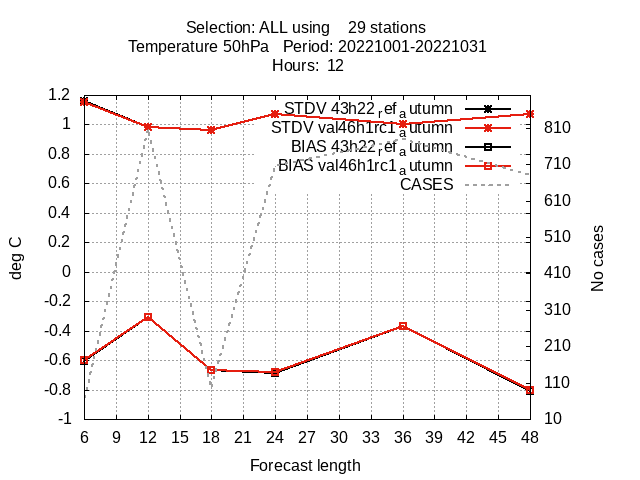 Selection: ALL using    29 stations
Temperature 50hPa   Period: 20221001-20221031
Hours:  12
STDV 43h22ref_autumn
STDV val46h1rc1_autumn
BIAS 43h22ref_autumn
BIAS val46h1rc1_autumn
CASES
deg C
1.2
1
0.8
0.6
0.4
0.2
0
-0.2
-0.4
-0.6
-0.8
-1
810
710
610
510
410
310
210
110
10
No cases
6 9 12 15 18 21 24 27 30 33 36 39 42 45 48
Forecast length